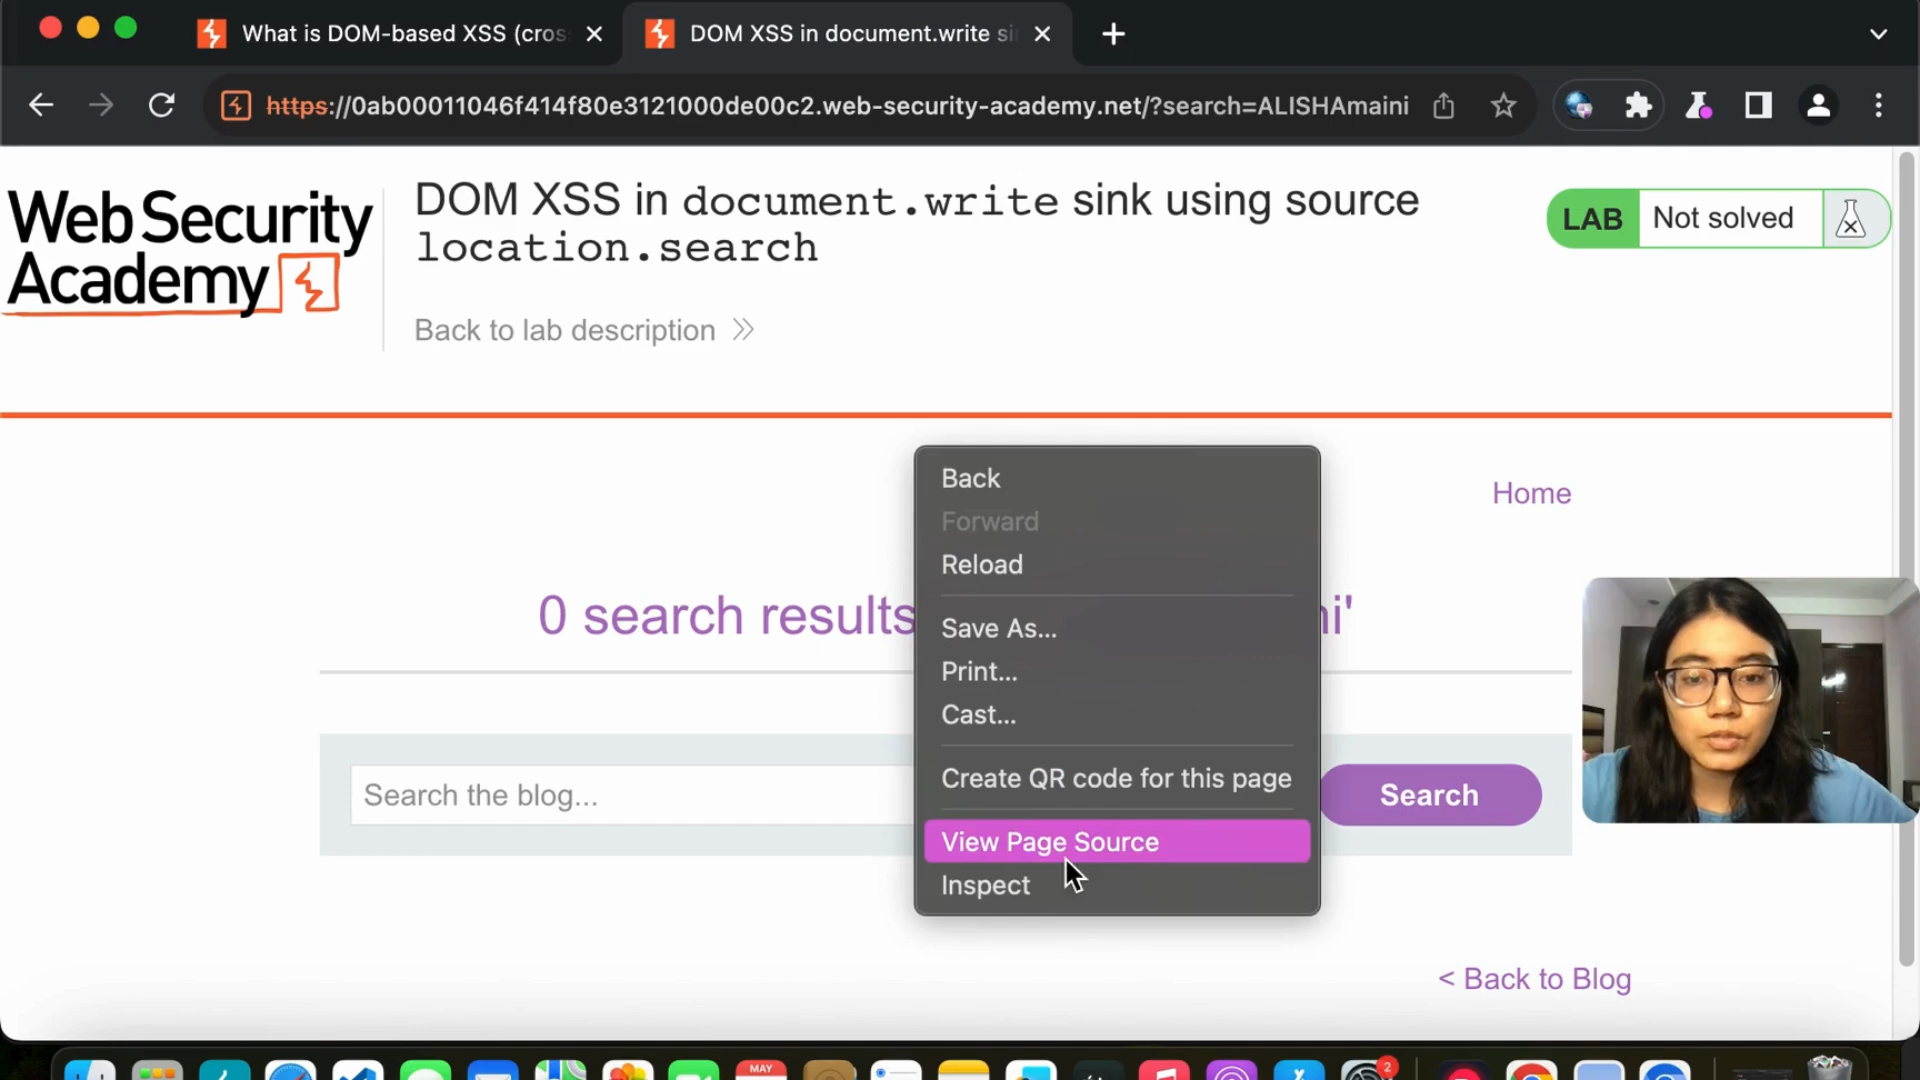 What is DOM-based XSS (cros
DOM XSS in document.write si
https://0ab00011046f414f80e3121000de00c2.web-security-academy.net/?search=ALISHAmaini
Web Security
Academy
DOM XSS in document.write sink using source
location.search
Back to lab description
LAB Not solved
Home
Back
Forward
Reload
Save As...
Print...
Cast...
Create QR code for this page
View Page Source
Inspect
0 search results
ni'
Search the blog...
Search
< Back to Blog
MAY
2